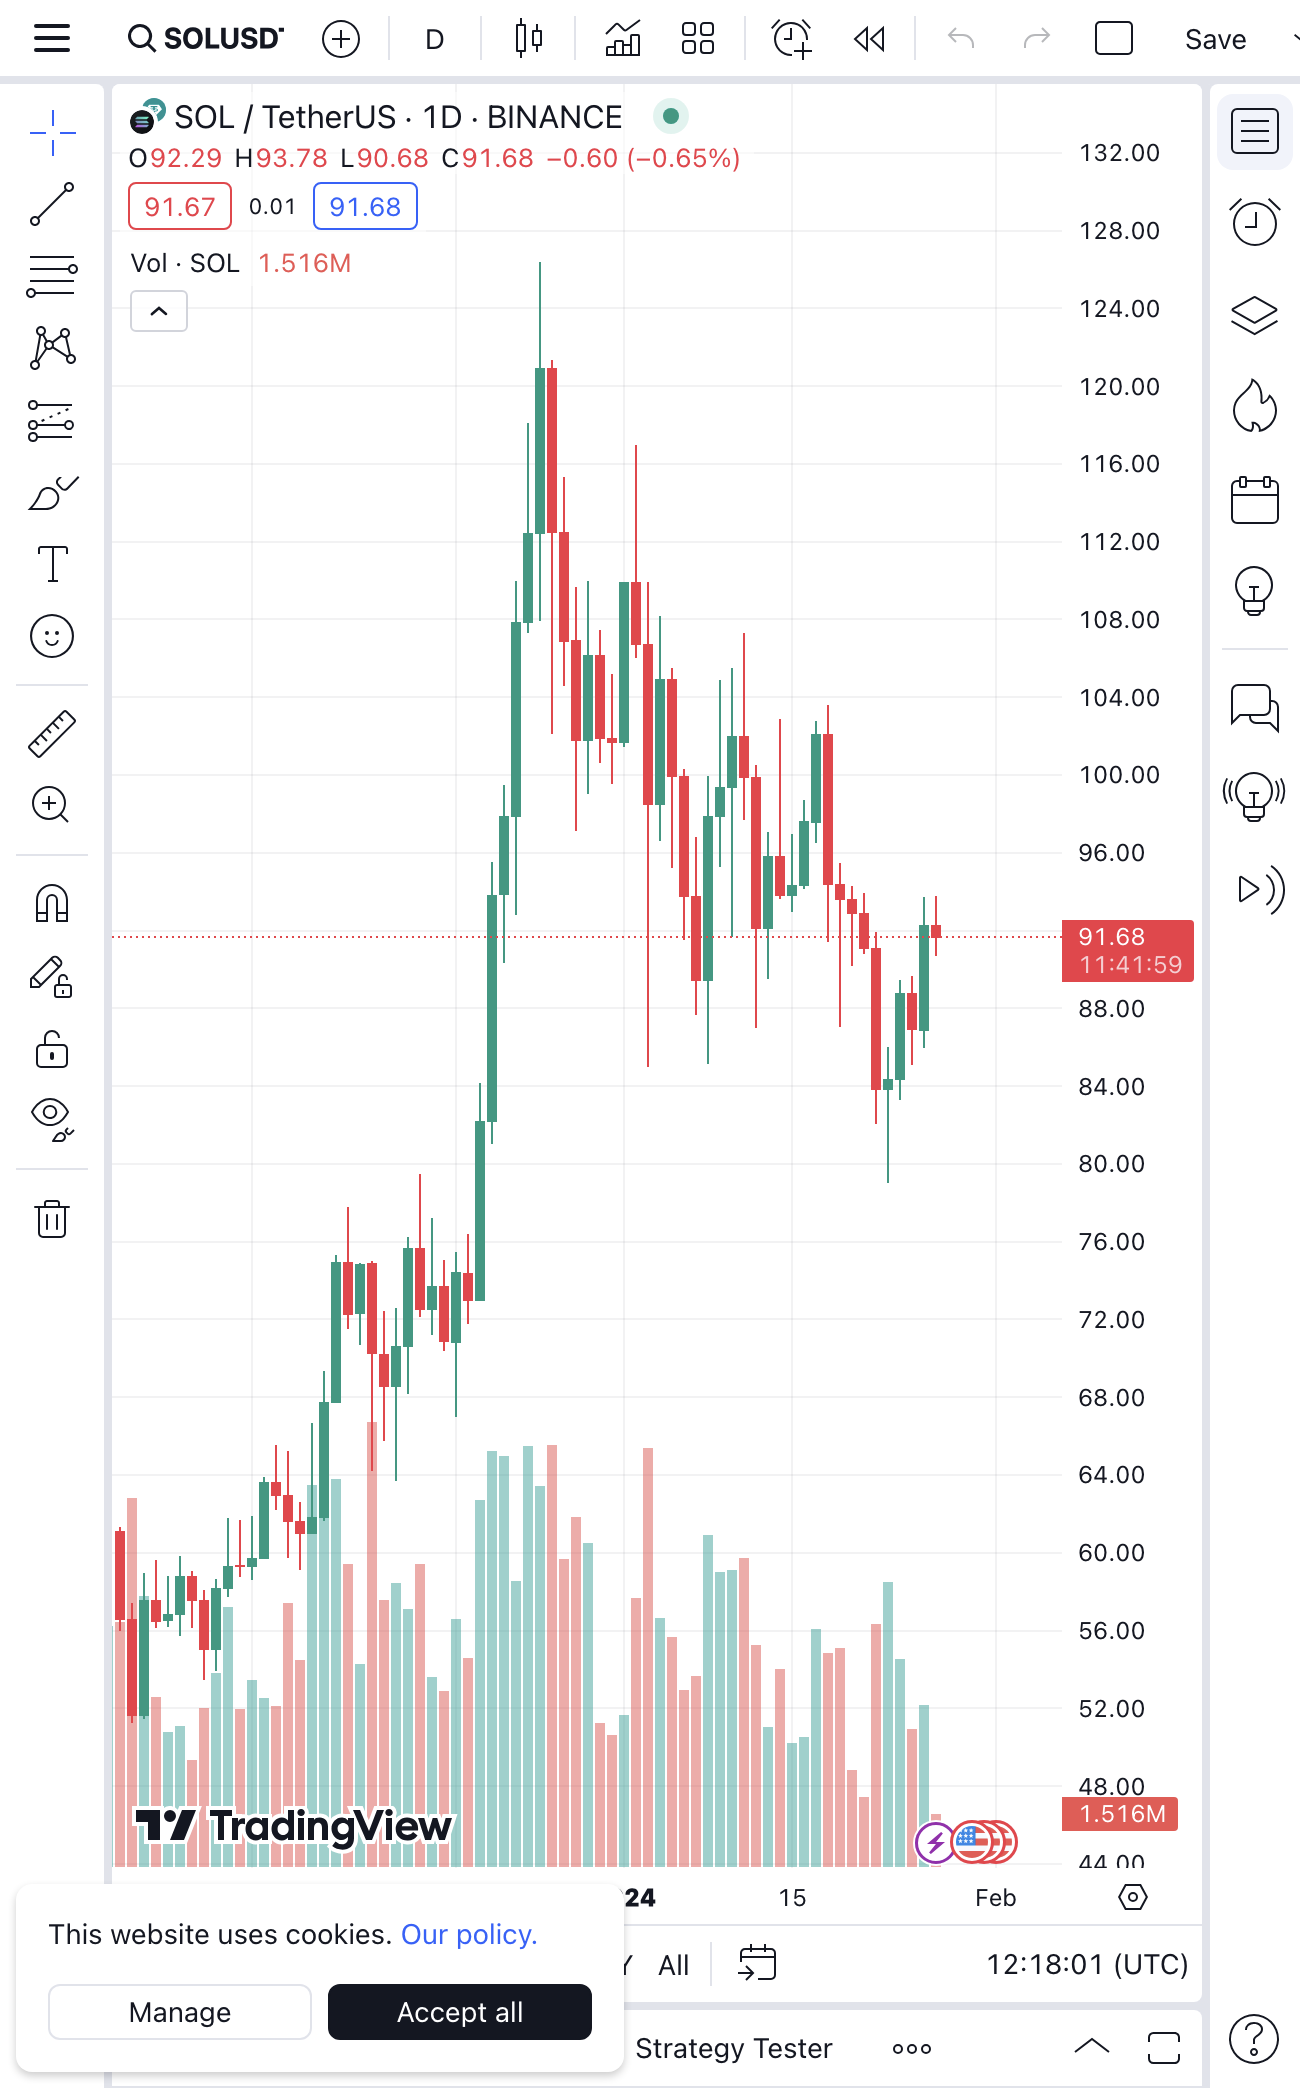 SOLUSDT
D
Save
SOL / TetherUS · 1D · BINANCE
O92.29 H93.78 L90.68 C91.68 −0.60 (−0.65%)
91.67 0.01 91.68
Vol · SOL 1.516M
132.00
128.00
124.00
120.00
116.00
112.00
108.00
104.00
100.00
96.00
91.68
11:41:59
88.00
84.00
80.00
76.00
72.00
68.00
64.00
60.00
56.00
52.00
48.00
1.516M
44.00
TradingView
24 15 Feb
This website uses cookies. Our policy.
Manage Accept all
Y All 12:18:01 (UTC)
Strategy Tester